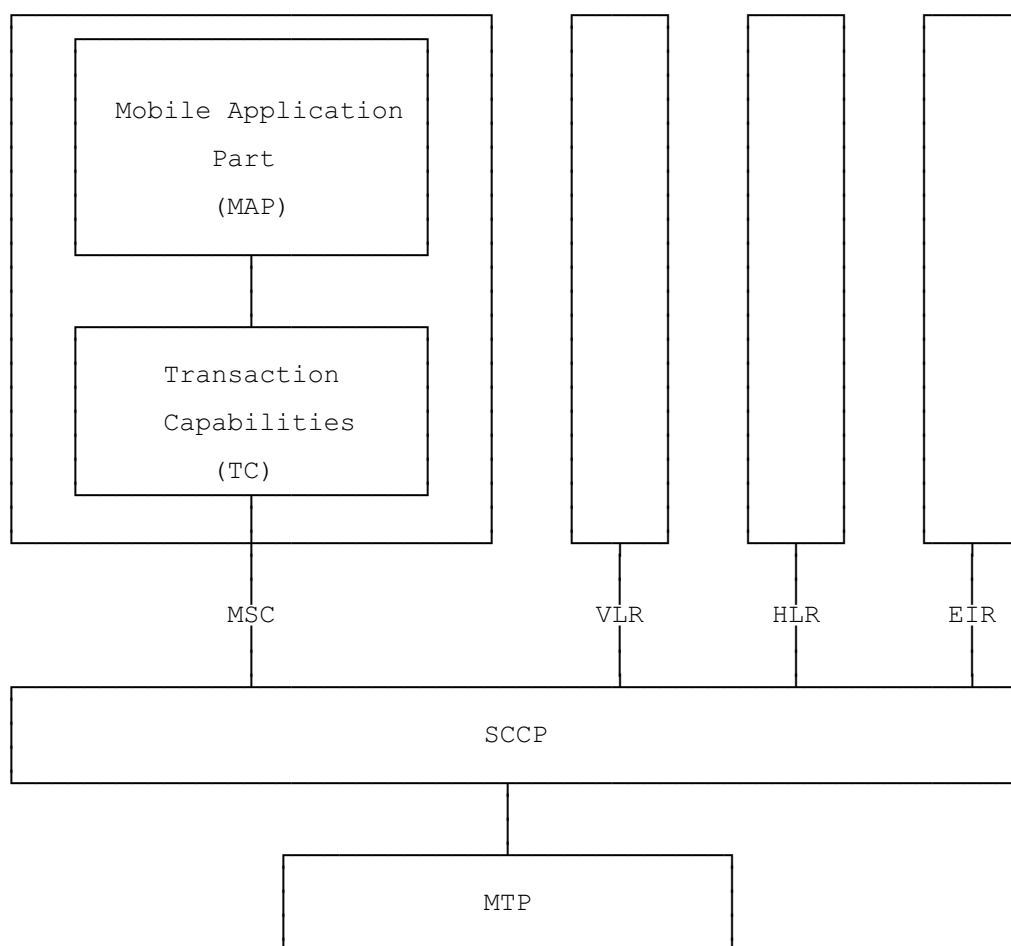 Mobile Application
Part
(MAP)
Transaction
Capabilities
(TC)
MSC VLR HLR EIR
SCCP
MTP